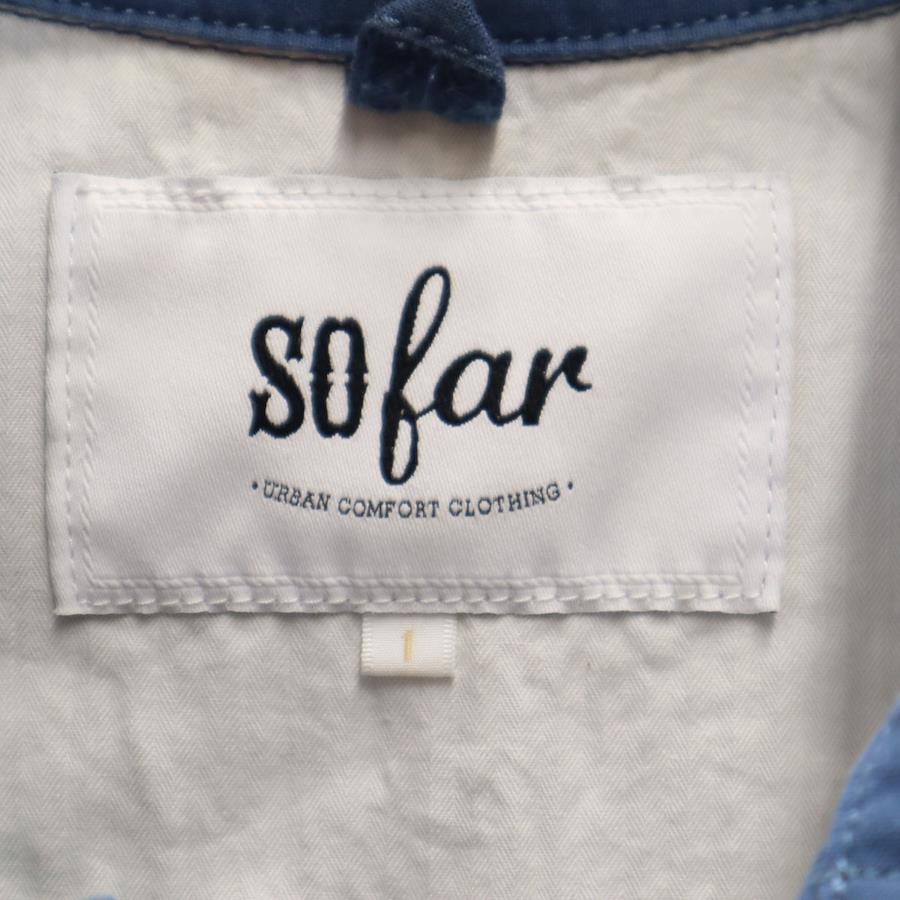 SOfar
• URBAN COMFORT CLOTHING •
1